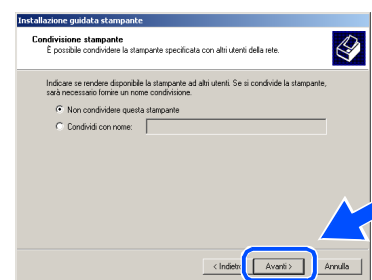 Installazione guidata stampante
Condivisione stampante
È possibile condividere la stampante specificata con altri utenti della rete.
Indicare se rendere disponibile la stampante ad altri utenti. Se si condivide la stampante,
sarà necessario fornire un nome condivisione.
Non condividere questa stampante
Condividi con nome:
< Indietro Avanti > Annulla